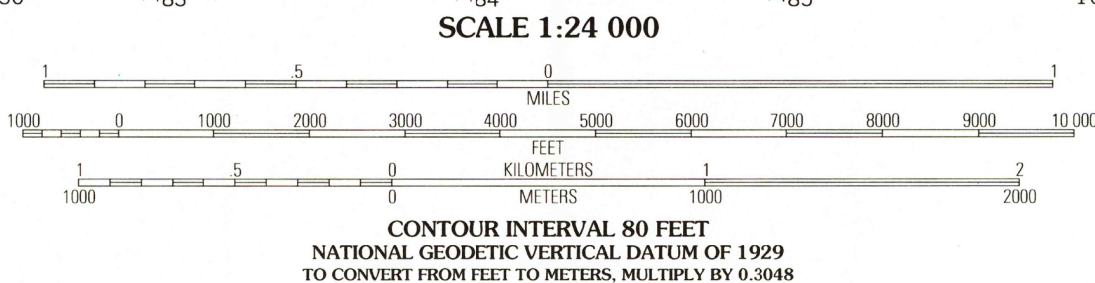 SCALE 1:24 000
1 .5 0 1
MILES
1000 0 1000 2000 3000 4000 5000 6000 7000 8000 9000 10 000
FEET
1 .5 0 KILOMETERS 1 2
1000 0 METERS 1000 2000
CONTOUR INTERVAL 80 FEET
NATIONAL GEODETIC VERTICAL DATUM OF 1929
TO CONVERT FROM FEET TO METERS, MULTIPLY BY 0.3048